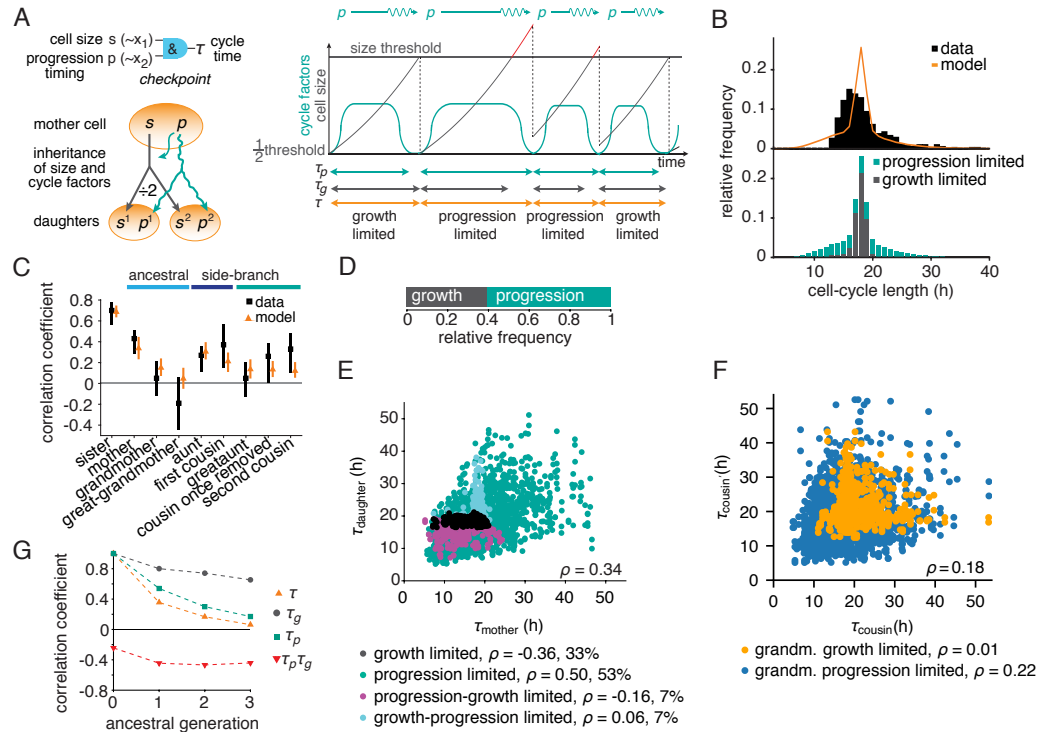 A
cell size s (~x1)
progression p (~x2)
timing
&
τ cycle
time
checkpoint
mother cell
s p
inheritance
of size and
cycle factors
÷2
daughters
s1 p1 s2 p2
p p p p
size threshold
cycle factors
cell size
1/2 threshold
time
τp
τg
τ
growth
limited
progression
limited
progression
limited
growth
limited
B
data
model
0.2
0.1
0
relative frequency
progression limited
growth limited
0.2
0.1
0
10 20 30 40
cell-cycle length (h)
C
ancestral side-branch
data
model
correlation coefficient
0.8
0.6
0.4
0.2
0
-0.2
-0.4
sister
mother
grandmother
great-grandmother
aunt
first cousin
greataunt
cousin once removed
second cousin
D
growth progression
0 0.2 0.4 0.6 0.8 1
relative frequency
E
τdaughter (h)
50
40
30
20
10
0
0 10 20 30 40 50
ρ = 0.34
τmother (h)
growth limited, ρ = -0.36, 33%
progression limited, ρ = 0.50, 53%
progression-growth limited, ρ = -0.16, 7%
growth-progression limited, ρ = 0.06, 7%
F
τcousin'(h)
50
40
30
20
10
0
0 10 20 30 40 50
ρ = 0.18
τcousin(h)
grandm. growth limited, ρ = 0.01
grandm. progression limited, ρ = 0.22
G
correlation coefficient
0.8
0.4
0
-0.4
-0.8
0 1 2 3
ancestral generation
τ
τg
τp
τpτg